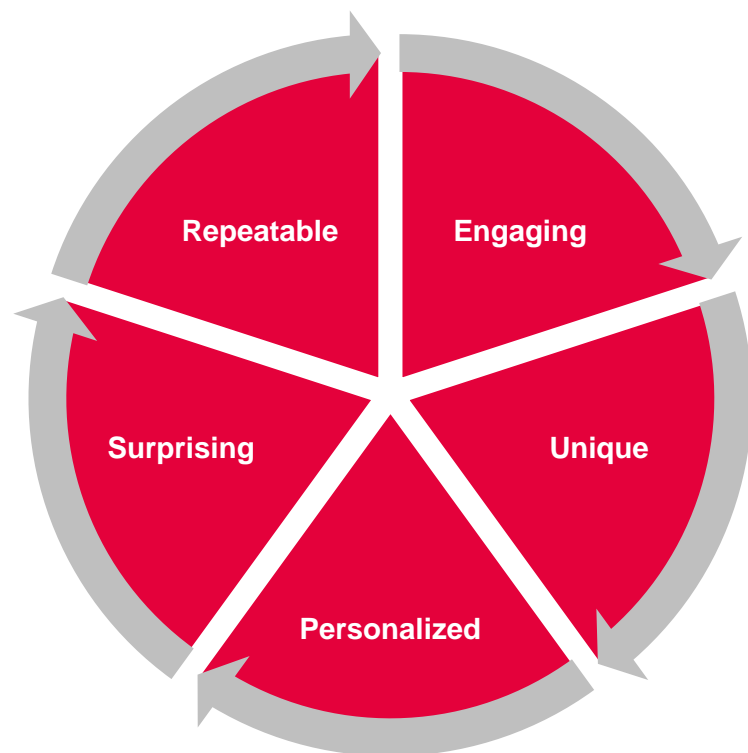 Repeatable
Engaging
Surprising
Unique
Personalized